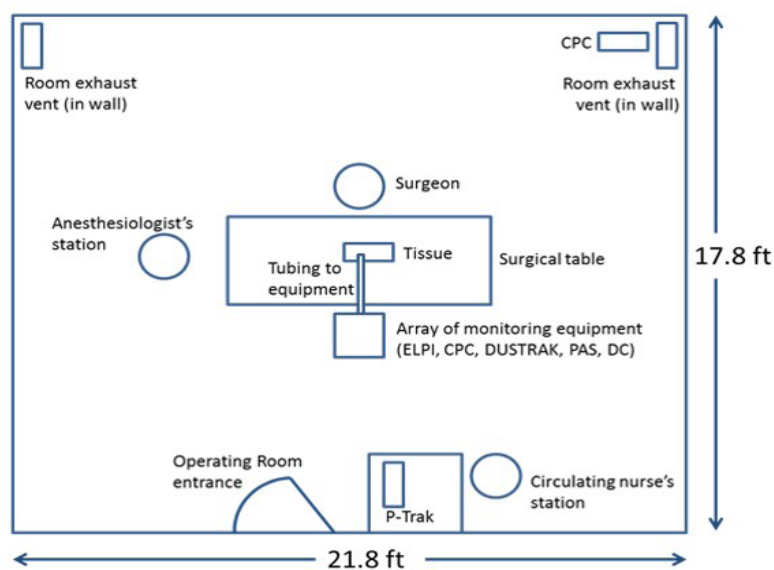 CPC
Room exhaust
vent (in wall)
Room exhaust
vent (in wall)
Surgeon
Anesthesiologist’s
station
Tissue
Tubing to
equipment
Surgical table
17.8 ft
Array of monitoring equipment
(ELPI, CPC, DUSTRAK, PAS, DC)
Operating Room
entrance
Circulating nurse’s
station
P-Trak
21.8 ft